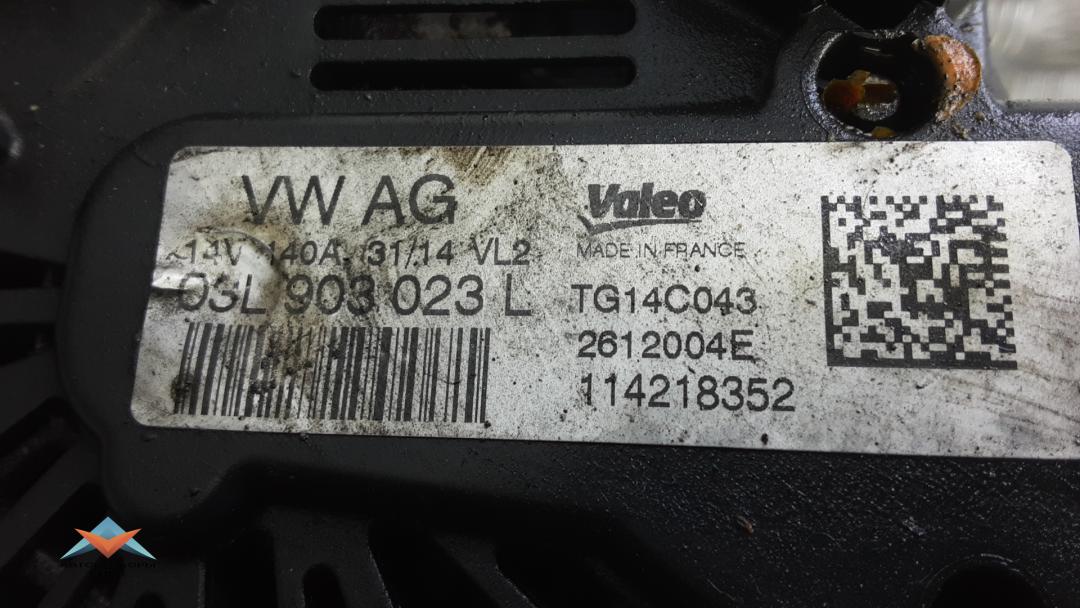 VW AG
14V 140A 31/14 VL2
03L 903 023 L
Valeo
MADE IN FRANCE
TG14C043
2612004E
114218352